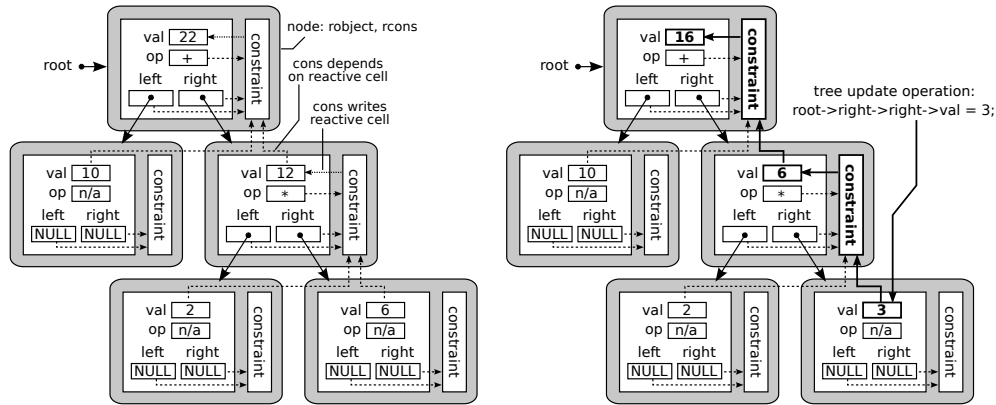 root
val 22
op +
left right
constraint
node: robject, rcons
cons depends
on reactive cell
cons writes
reactive cell
val 10
op n/a
left right
NULL NULL
constraint
val 12
op *
left right
constraint
val 2
op n/a
left right
NULL NULL
constraint
val 6
op n/a
left right
NULL NULL
constraint
root
val 16
op +
left right
constraint
tree update operation:
root->right->right->val = 3;
val 10
op n/a
left right
NULL NULL
constraint
val 6
op *
left right
constraint
val 2
op n/a
left right
NULL NULL
constraint
val 3
op n/a
left right
NULL NULL
constraint